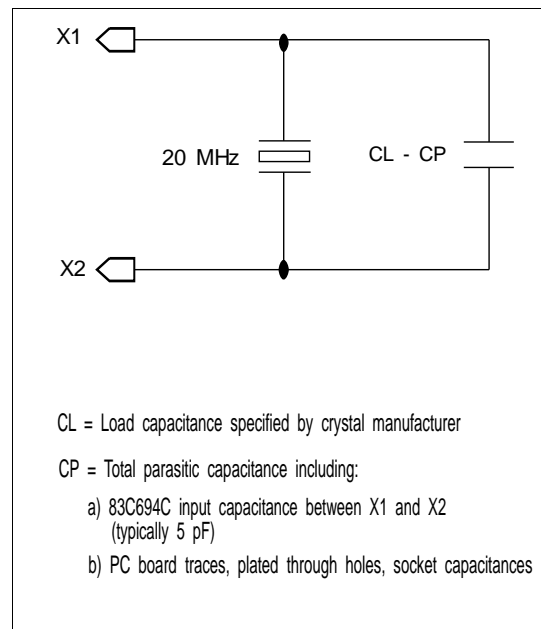 X1
20 MHz
CL - CP
X2
CL = Load capacitance specified by crystal manufacturer
CP = Total parasitic capacitance including:
a) 83C694C input capacitance between X1 and X2
(typically 5 pF)
b) PC board traces, plated through holes, socket capacitances